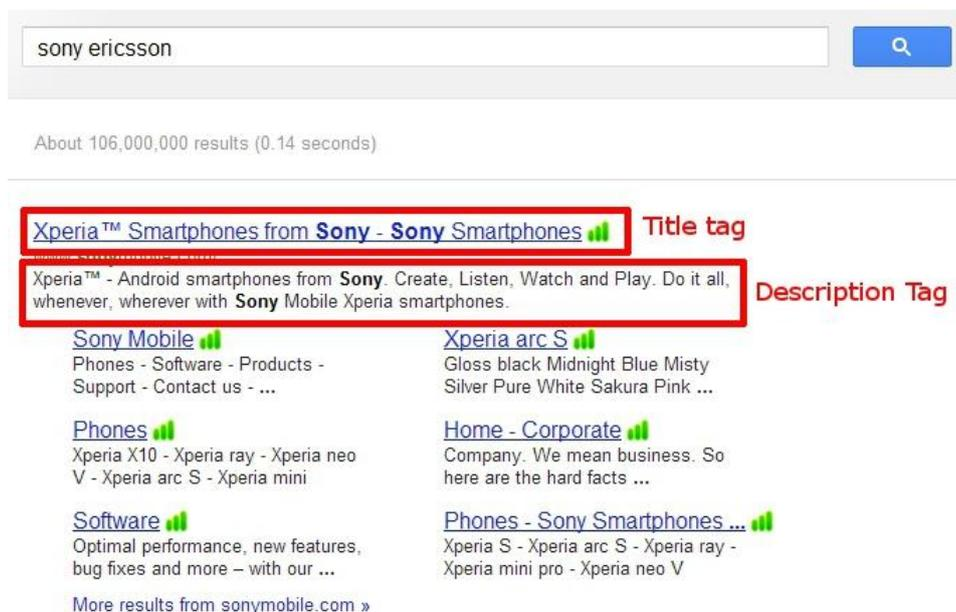 sony ericsson
About 106,000,000 results (0.14 seconds)
Xperia™ Smartphones from Sony - Sony Smartphones
Title tag
Xperia™ - Android smartphones from Sony. Create, Listen, Watch and Play. Do it all,
whenever, wherever with Sony Mobile Xperia smartphones.
Description Tag
Sony Mobile
Phones - Software - Products -
Support - Contact us - ...
Xperia arc S
Gloss black Midnight Blue Misty
Silver Pure White Sakura Pink ...
Phones
Xperia X10 - Xperia ray - Xperia neo
V - Xperia arc S - Xperia mini
Home - Corporate
Company. We mean business. So
here are the hard facts ...
Software
Optimal performance, new features,
bug fixes and more – with our ...
Phones - Sony Smartphones ...
Xperia S - Xperia arc S - Xperia ray -
Xperia mini pro - Xperia neo V
More results from sonymobile.com »